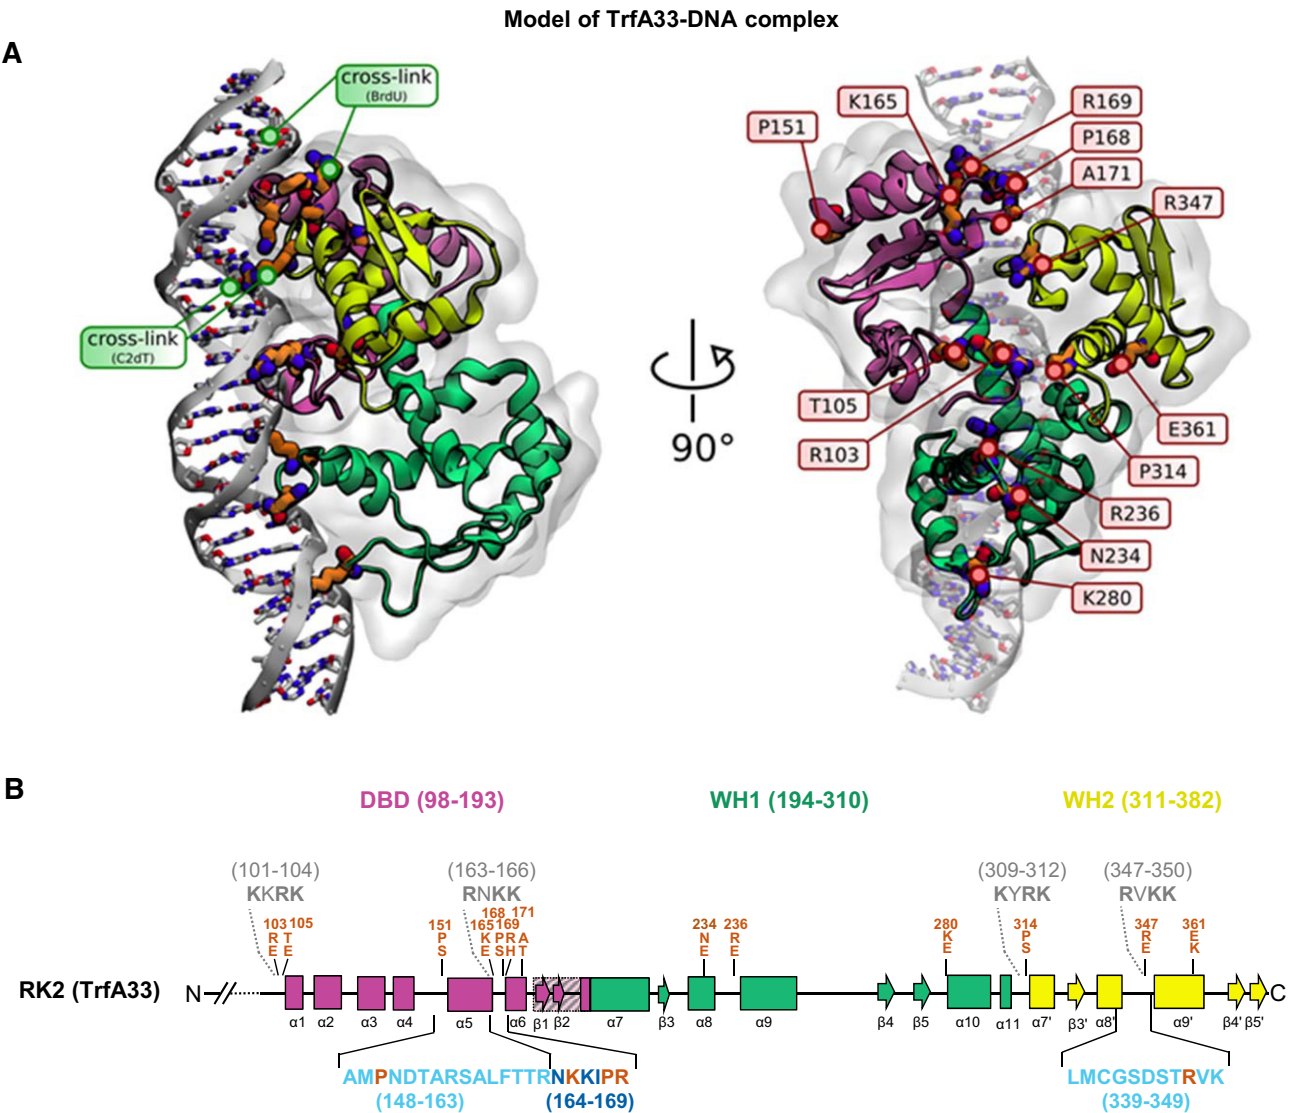 Model of TrfA33-DNA complex
A
cross-link
(BrdU)
cross-link
(C2dT)
90°
K165
R169
P151
P168
A171
R347
T105
R103
E361
P314
R236
N234
K280
B
DBD (98-193)
WH1 (194-310)
WH2 (311-382)
(101-104)
KKRK
(163-166)
RNKK
(309-312)
KYRK
(347-350)
RVKK
103 105
R T
E E
151
P
S
168 171
165 169
K P R A
E S H T
234
N
E
236
R
E
280
K
E
314
P
S
347
R
E
361
E
K
RK2 (TrfA33)
N
C
α1 α2 α3 α4 α5 α6 β1 β2 α7 β3 α8 α9 β4 β5 α10 α11 α7' β3' α8' α9' β4' β5'
AMPNDTARSALFTTRNKKIPR
(148-163)
(164-169)
LMCGSDSTRVK
(339-349)